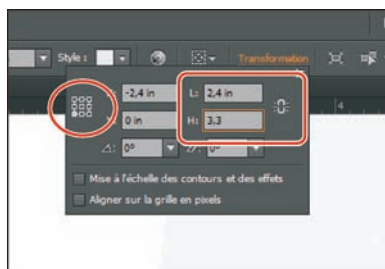 Style : Transformation
-2,4 in L: 2,4 in
4
0 in H: 3,3
0°
Mise à l'échelle des contours et des effets
Aligner sur la grille en pixels